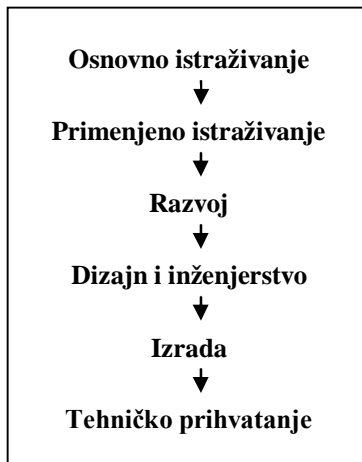 Osnovno istraživanje
Primenjeno istraživanje
Razvoj
Dizajn i inženjerstvo
Izrada
Tehničko prihvatanje